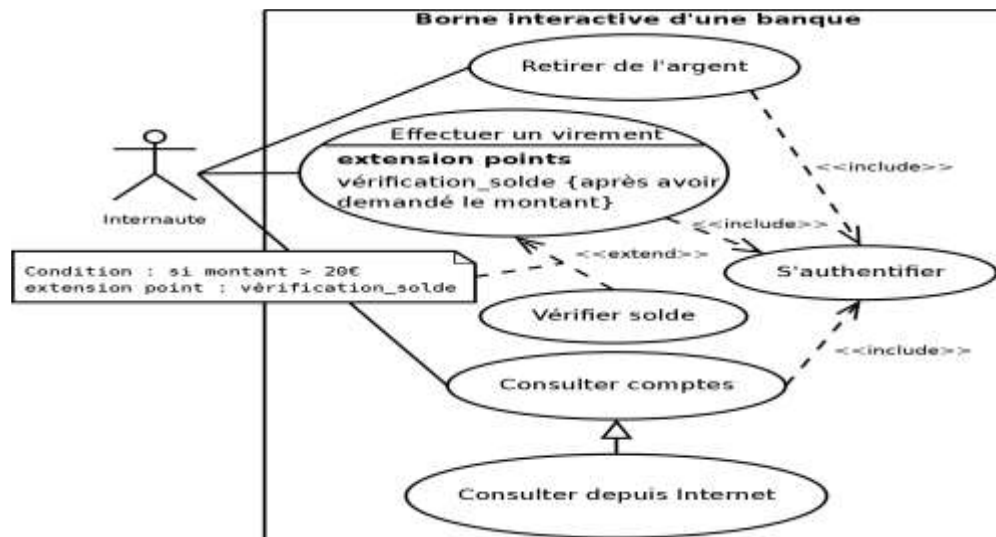 Borne interactive d'une banque
Retirer de l'argent
Effectuer un virement
extension points
vérification_solde {après avoir
demandé le montant}
<<include>>
<<include>>
Internaute
<<extend>>
Condition : si montant > 20€
extension point : vèrification_solde
S'authentifier
Vérifier solde
<<include>>
Consulter comptes
Consulter depuis Internet